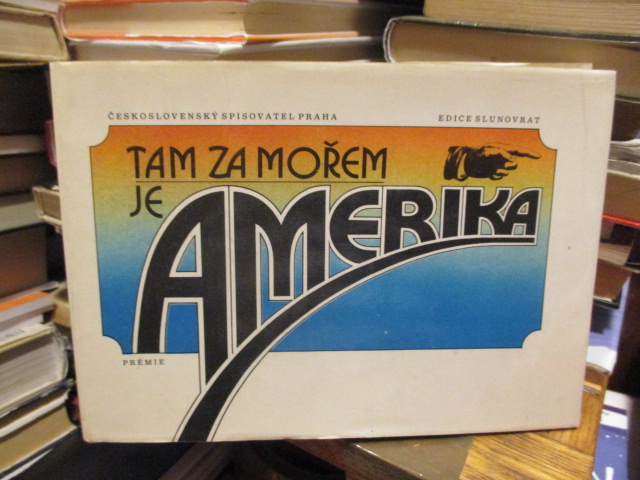 ČESKOSLOVENSKÝ SPISOVATEL PRAHA
EDICE SLUNOVRAT
TAM ZA MOŘEM
JE AMERIKA
PRÉMIE